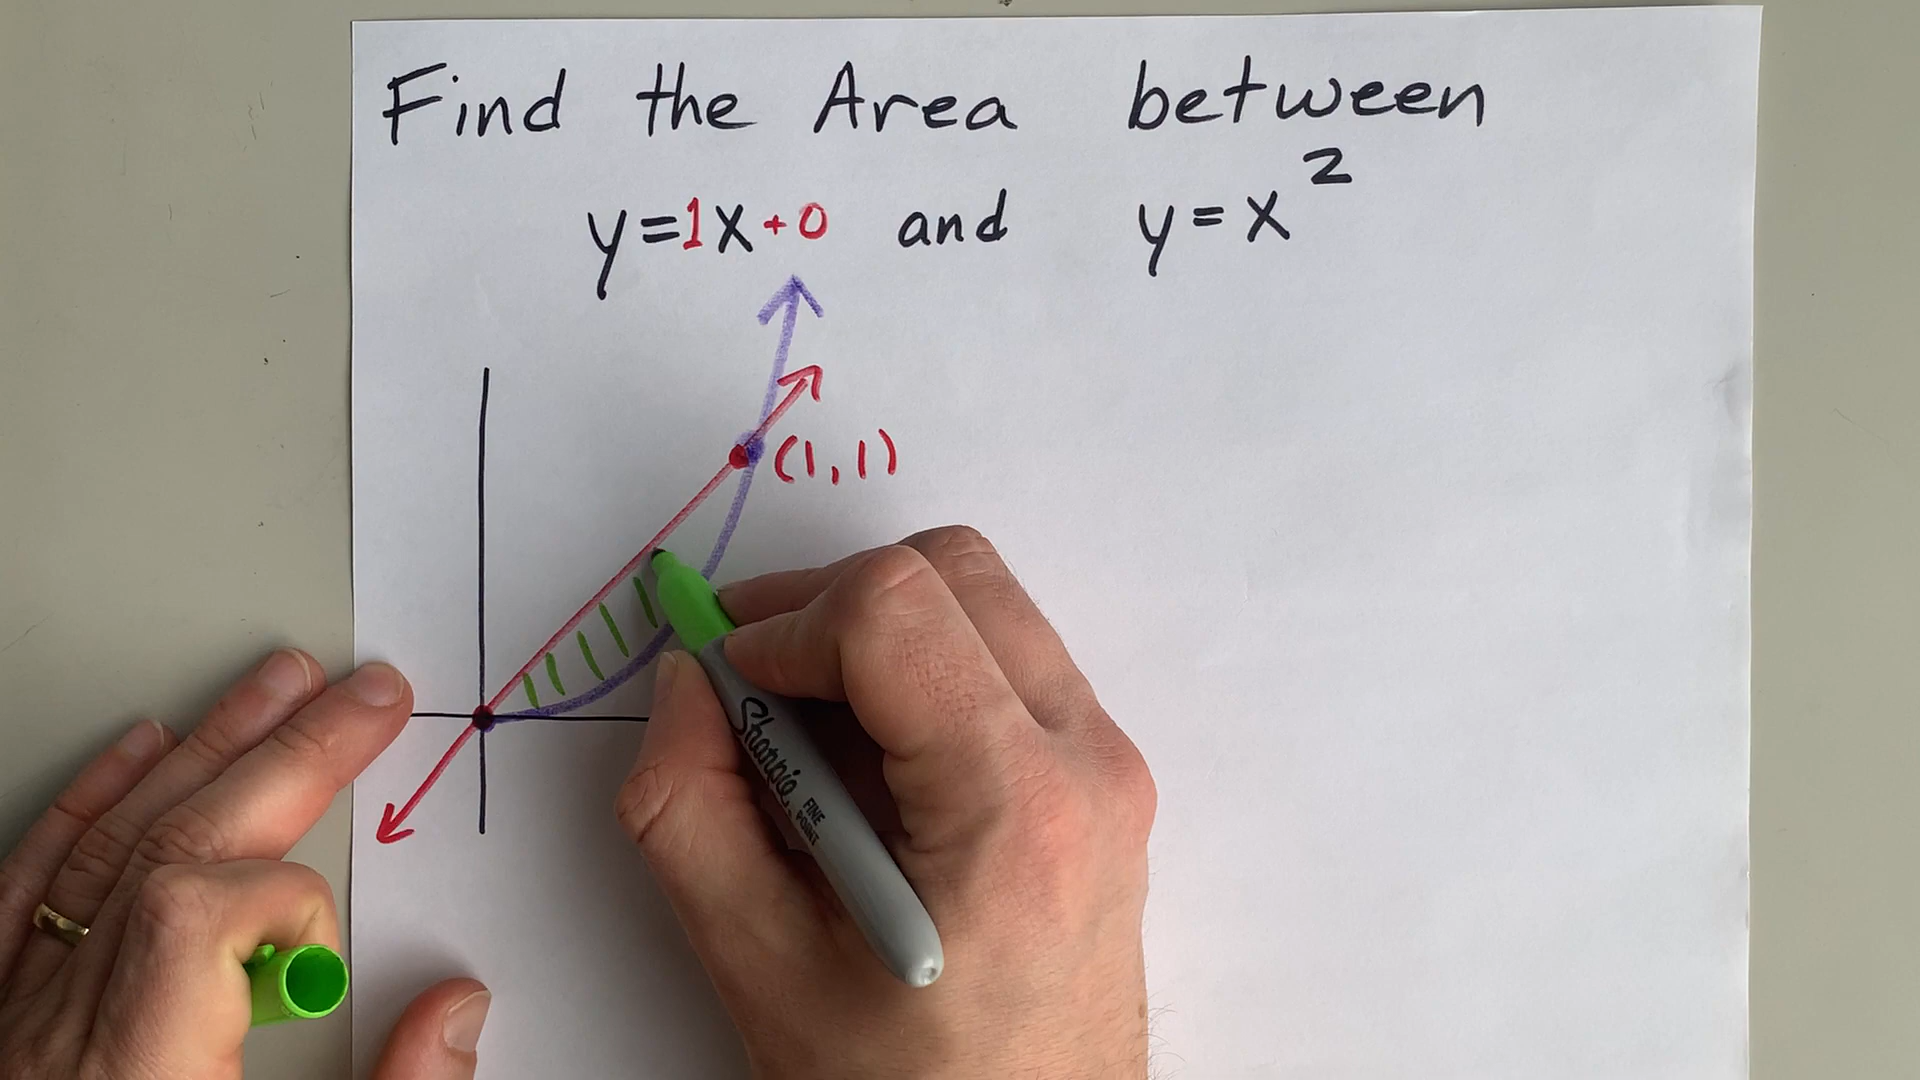 Find the Area between
y=1x+0 and y=x²
(1,1)
Sharpie
FINE
POINT